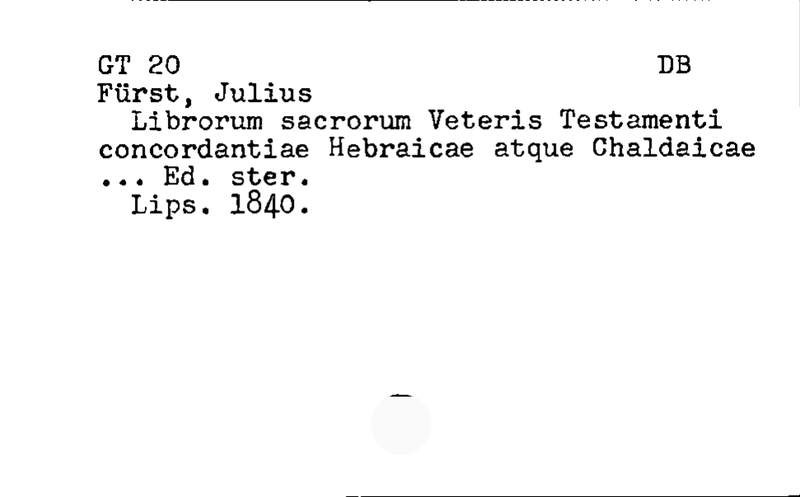 GT 20 DB
Fürst, Julius
Librorum sacrorum Veteris Testamenti
concordantiae Hebraicae atque Chaldaicae
... Ed. ster.
Lips. 1840.